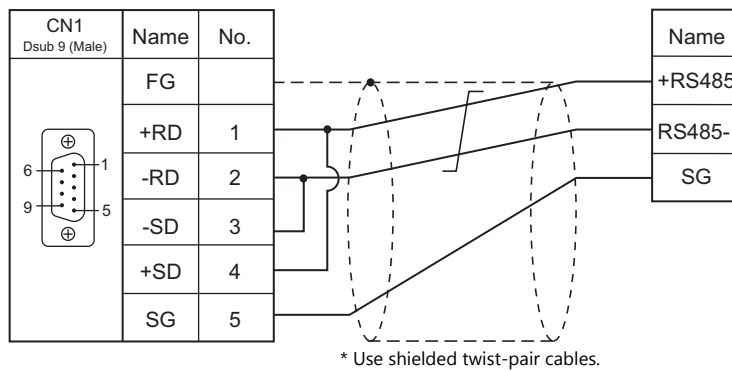 CN1
Dsub 9 (Male)
Name
No.
Name
FG
+RS485
+RD
1
RS485-
-RD
2
SG
-SD
3
+SD
4
SG
5
6
1
9
5
* Use shielded twist-pair cables.